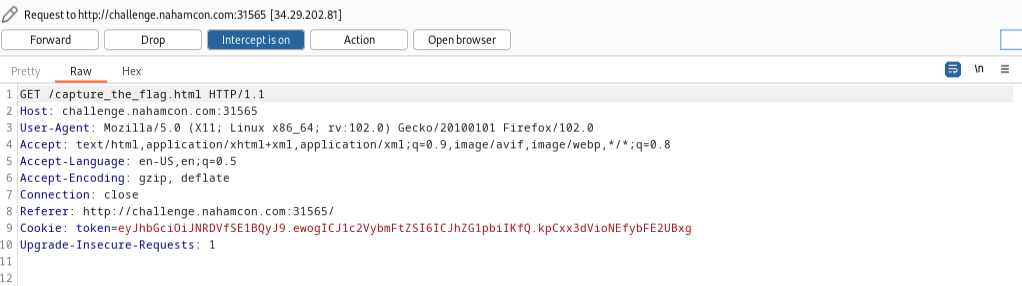 Request to http://challenge.nahamcon.com:31565 [34.29.202.81]
Forward Drop Intercept is on Action Open browser
Pretty Raw Hex \n
1 GET /capture_the_flag.html HTTP/1.1
2 Host: challenge.nahamcon.com:31565
3 User-Agent: Mozilla/5.0 (X11; Linux x86_64; rv:102.0) Gecko/20100101 Firefox/102.0
4 Accept: text/html,application/xhtml+xml,application/xml;q=0.9,image/avif,image/webp,*/*;q=0.8
5 Accept-Language: en-US,en;q=0.5
6 Accept-Encoding: gzip, deflate
7 Connection: close
8 Referer: http://challenge.nahamcon.com:31565/
9 Cookie: token=eyJhbGciOiJNRDVfSE1BQyJ9.ewogICJ1c2VybmFtZSI6ICJhZG1pbiIKfQ.kpCxx3dVioNEfybFE2UBxg
10 Upgrade-Insecure-Requests: 1
11
12